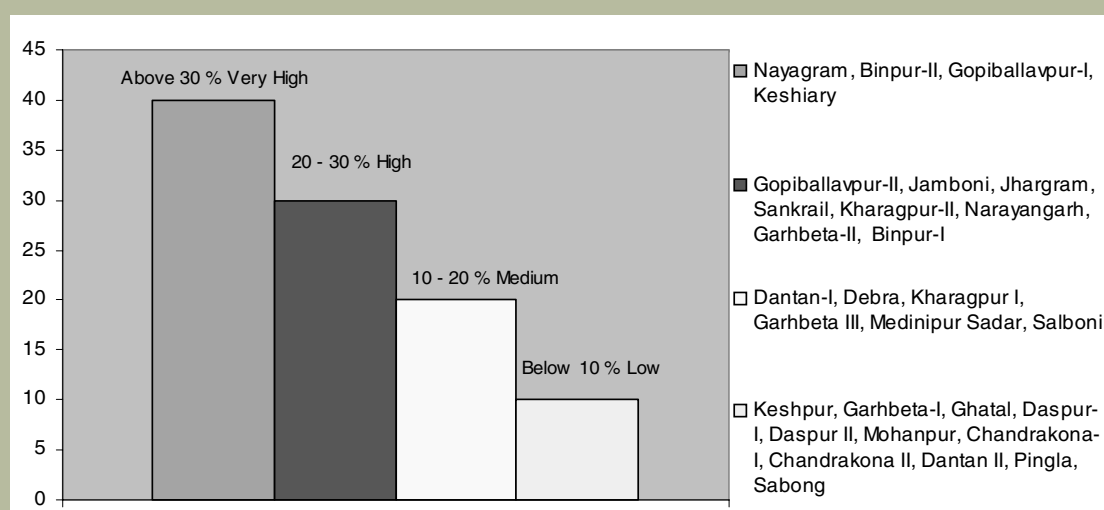 45
40
35
30
25
20
15
10
5
0
Above 30 % Very High
20 - 30 % High
10 - 20 % Medium
Below 10 % Low
Nayagram, Binpur-II, Gopiballavpur-I,
Keshiary
Gopiballavpur-II, Jamboni, Jhargram,
Sankrail, Kharagpur-II, Narayangarh,
Garhbeta-II, Binpur-I
Dantan-I, Debra, Kharagpur I,
Garhbeta III, Medinipur Sadar, Salboni
Keshpur, Garhbeta-I, Ghatal, Daspur-
I, Daspur II, Mohanpur, Chandrakona-
I, Chandrakona II, Dantan II, Pingla,
Sabong